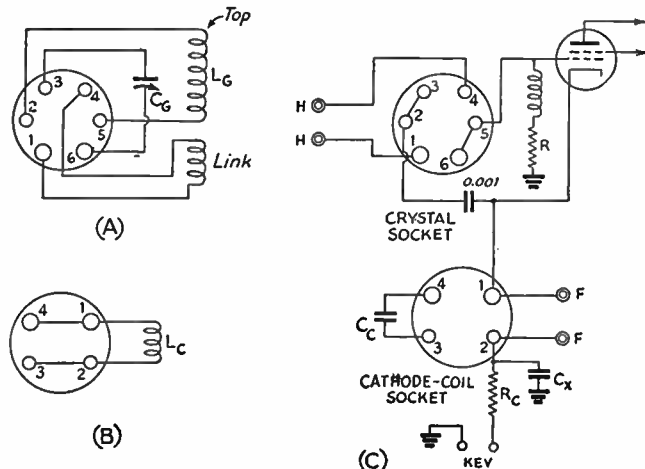 Top
3
4
C_G
L_G
2
5
1
6
Link
(A)
4
1
L_C
3
2
(B)
3
4
H
2
5
H
1
6
R
0.001
CRYSTAL
SOCKET
4
1
F
C_C
3
2
F
CATHODE-COIL
SOCKET
R_C
C_X
KEY
(C)